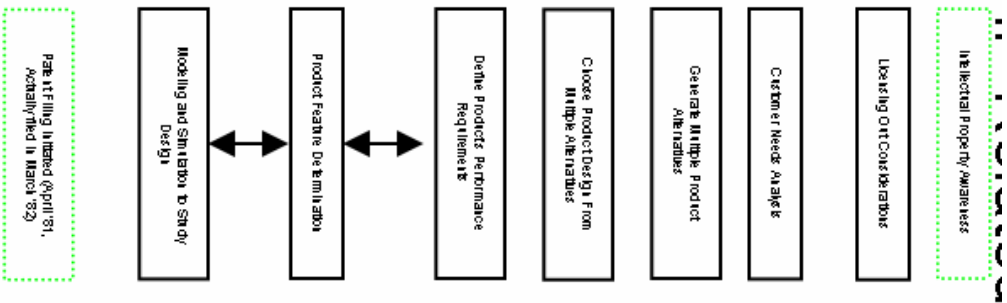 Intellectual Property Awareness
Licensing Out Considerations
Customer Needs Analysis
Generate Multiple Product
Alternatives
Choose Product Design From
Multiple Alternatives
Define Products Performance
Requirements
Product Feature Determination
Modeling and Simulation to Study
Design
Patent Filing Initiated (April '81,
Actually filed in March '82)